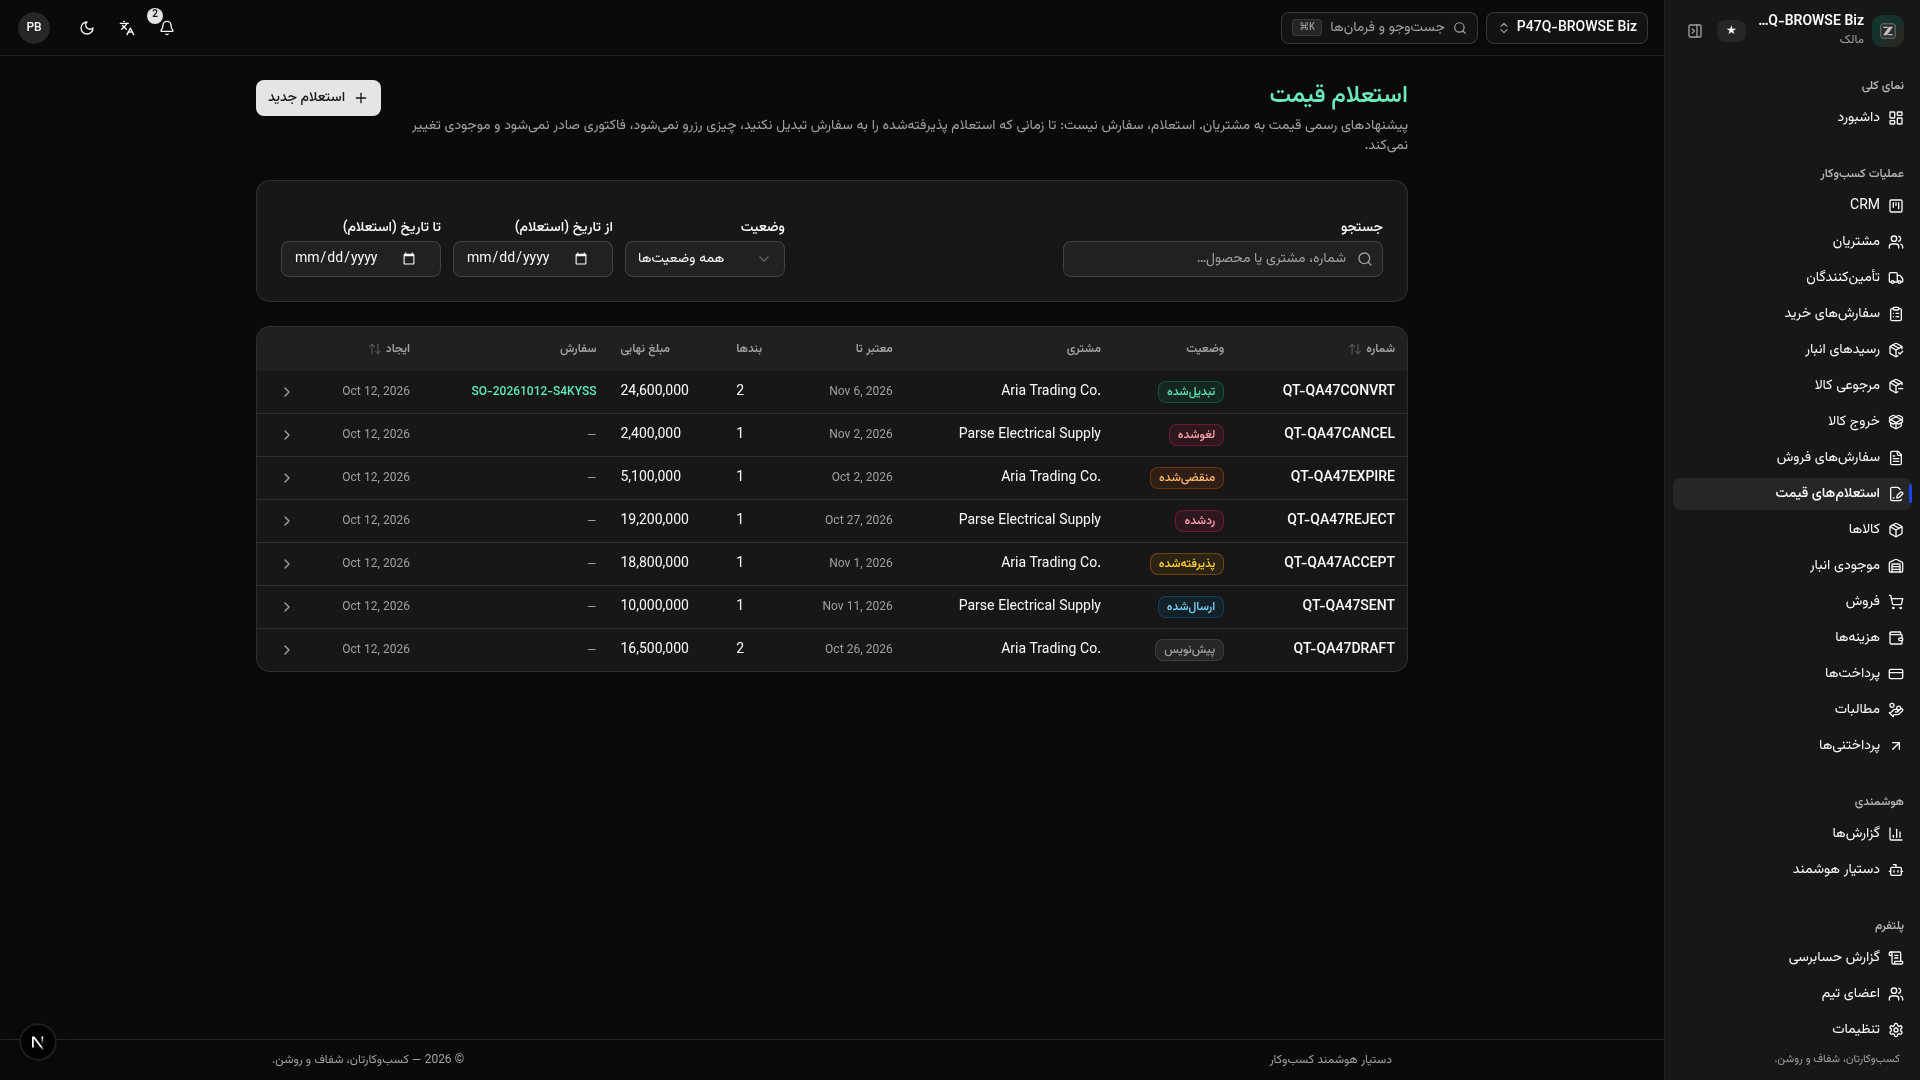 ...Q-BROWSE Biz
مالک
نمای کلی
داشبورد
عملیات کسب‌وکار
CRM
مشتریان
تأمین‌کنندگان
سفارش‌های خرید
رسیدهای انبار
مرجوعی کالا
خروج کالا
سفارش‌های فروش
استعلام‌های قیمت
کالاها
موجودی انبار
فروش
هزینه‌ها
پرداخت‌ها
مطالبات
پرداختنی‌ها
هوشمندی
گزارش‌ها
دستیار هوشمند
پلتفرم
گزارش حسابرسی
اعضای تیم
تنظیمات
کسب‌وکارتان، شفاف و روشن.
P47Q-BROWSE Biz
جست‌وجو و فرمان‌ها ⌘K
2
PB
استعلام قیمت
پیشنهادهای رسمی قیمت به مشتریان. استعلام، سفارش نیست: تا زمانی که استعلام پذیرفته‌شده را به سفارش تبدیل نکنید، چیزی رزرو نمی‌شود، فاکتوری صادر نمی‌شود و موجودی تغییر
نمی‌کند.
استعلام جدید
جستجو
شماره، مشتری یا محصول...
وضعیت
همه وضعیت‌ها
از تاریخ (استعلام)
mm/dd/yyyy
تا تاریخ (استعلام)
mm/dd/yyyy
شماره وضعیت مشتری معتبر تا بندها مبلغ نهایی سفارش ایجاد
QT-QA47CONVRT تبدیل‌شده Aria Trading Co. Nov 6, 2026 2 24,600,000 SO-20261012-S4KYSS Oct 12, 2026
QT-QA47CANCEL لغوشده Parse Electrical Supply Nov 2, 2026 1 2,400,000 — Oct 12, 2026
QT-QA47EXPIRE منقضی‌شده Aria Trading Co. Oct 2, 2026 1 5,100,000 — Oct 12, 2026
QT-QA47REJECT ردشده Parse Electrical Supply Oct 27, 2026 1 19,200,000 — Oct 12, 2026
QT-QA47ACCEPT پذیرفته‌شده Aria Trading Co. Nov 1, 2026 1 18,800,000 — Oct 12, 2026
QT-QA47SENT ارسال‌شده Parse Electrical Supply Nov 11, 2026 1 10,000,000 — Oct 12, 2026
QT-QA47DRAFT پیش‌نویس Aria Trading Co. Oct 26, 2026 2 16,500,000 — Oct 12, 2026
دستیار هوشمند کسب‌وکار
© 2026 — کسب‌وکارتان، شفاف و روشن.
N